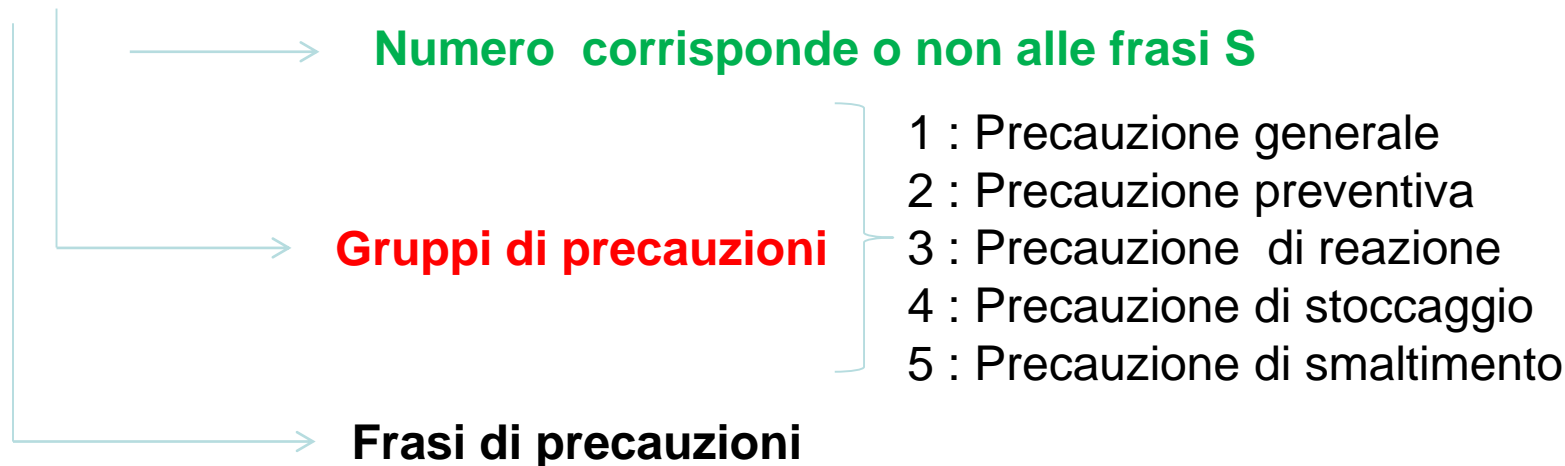 Numero corrisponde o non alle frasi S
Gruppi di precauzioni
1 : Precauzione generale
2 : Precauzione preventiva
3 : Precauzione di reazione
4 : Precauzione di stoccaggio
5 : Precauzione di smaltimento
Frasi di precauzioni